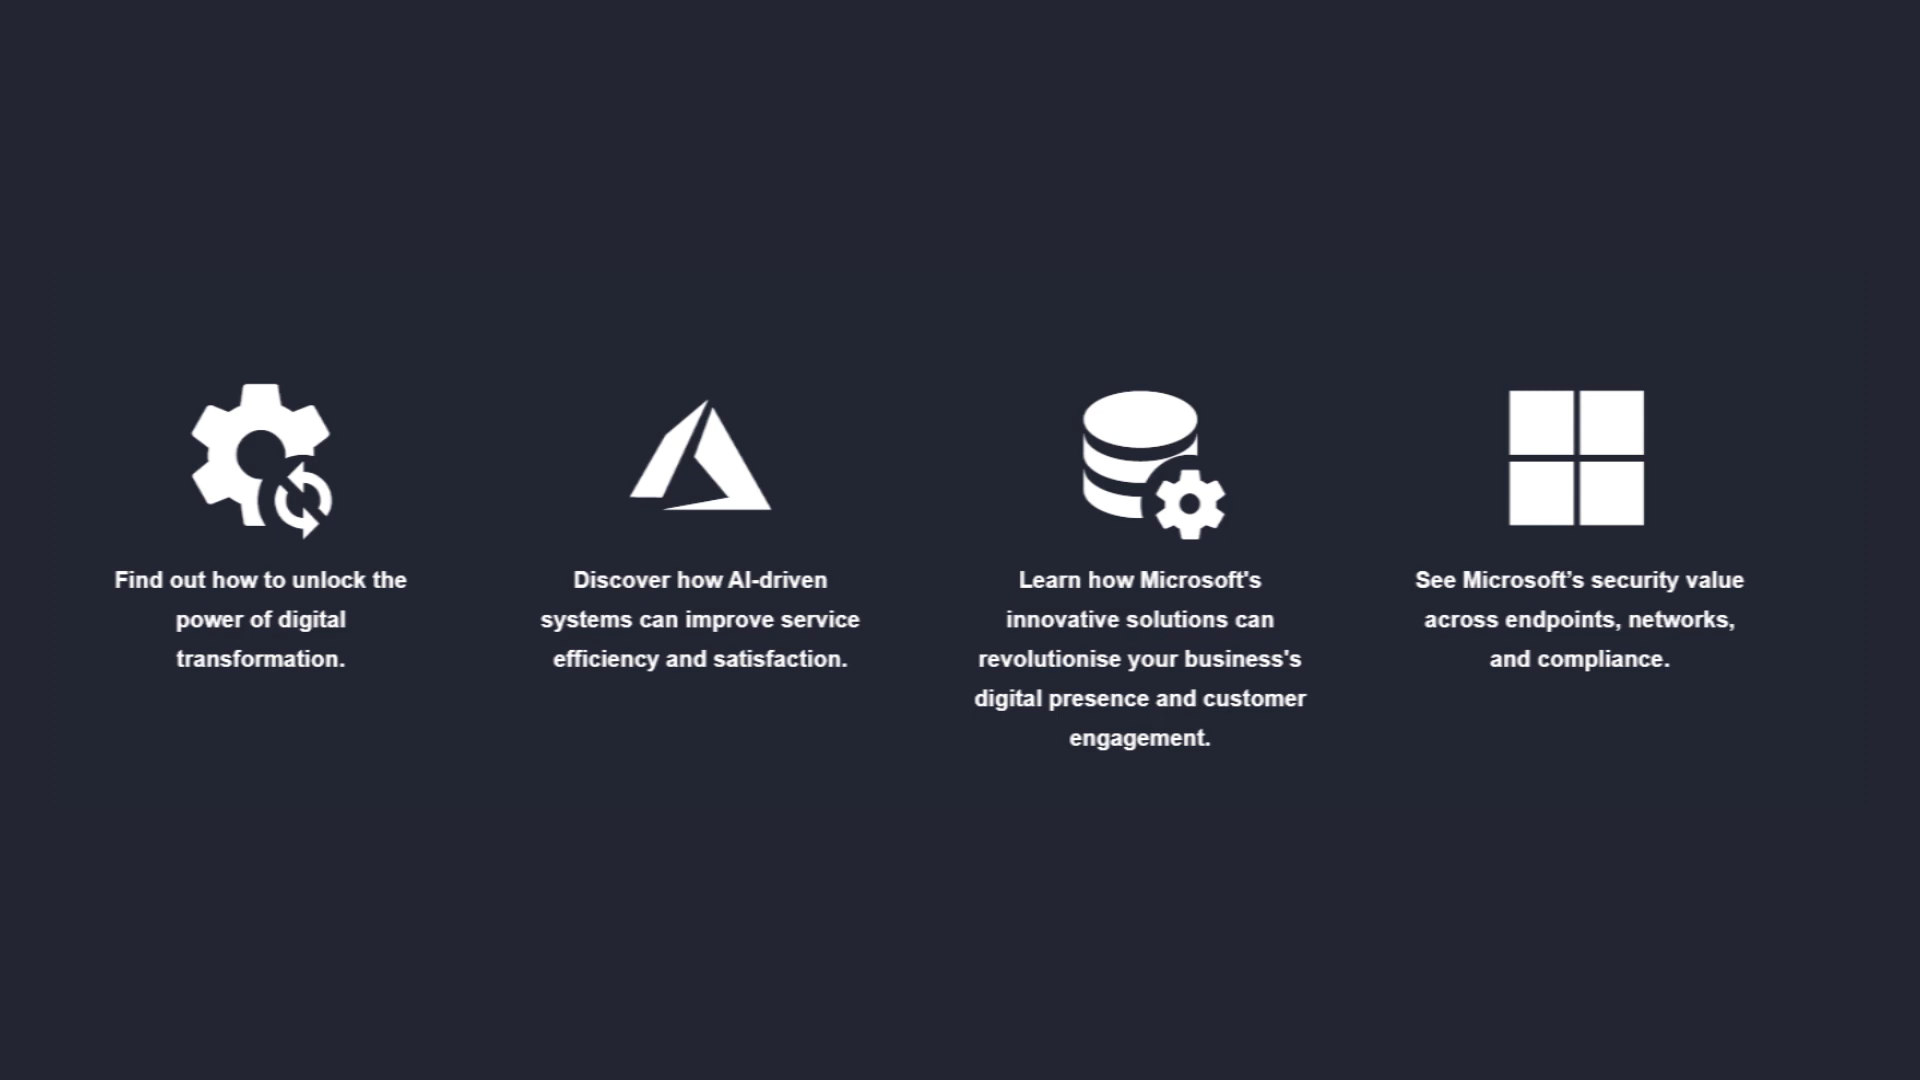 Find out how to unlock the
power of digital
transformation.
Discover how AI-driven
systems can improve service
efficiency and satisfaction.
Learn how Microsoft's
innovative solutions can
revolutionise your business's
digital presence and customer
engagement.
See Microsoft’s security value
across endpoints, networks,
and compliance.